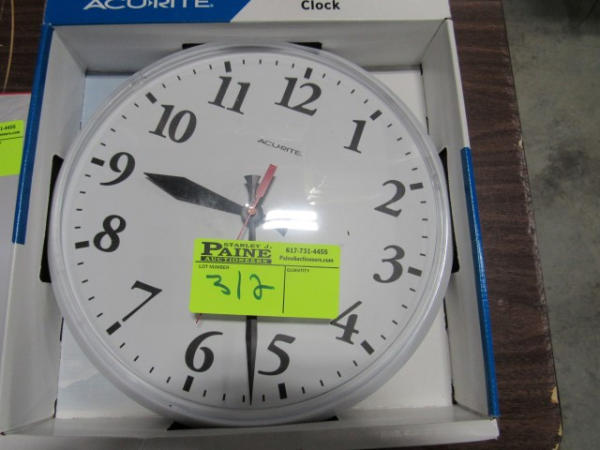 ACURITE
Clock
12
1
2
3
4
5
6
7
8
9
10
11
ACURITE
STANLEY J.
PAINE
AUCTIONEERS
617-731-4455
PaineAuctioneers.com
LOT NUMBER
QUANTITY
312